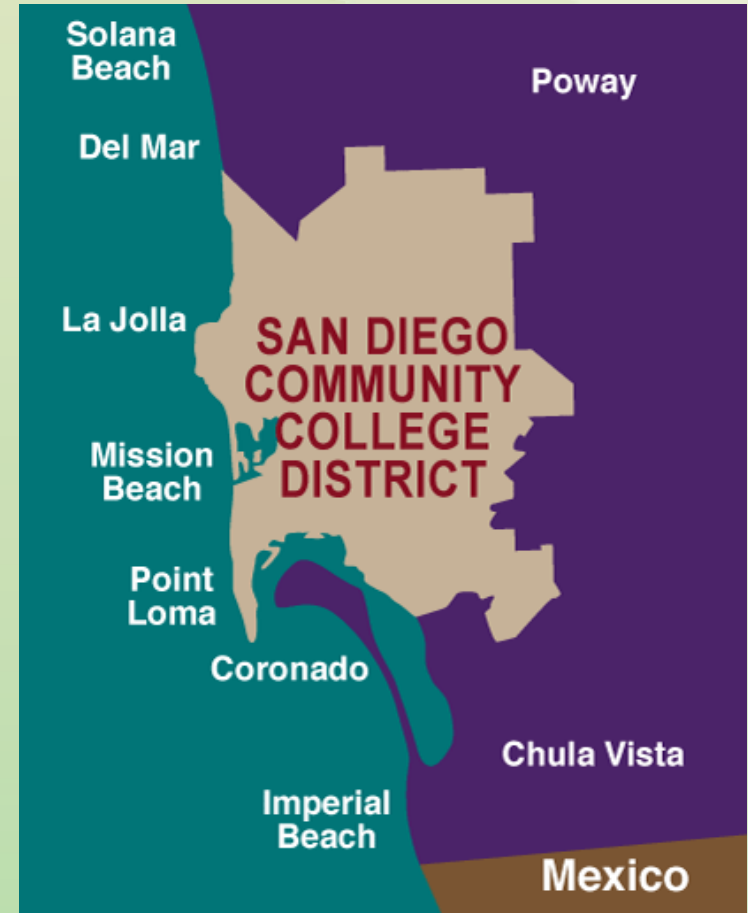 Solana
Beach
Poway
Del Mar
La Jolla
SAN DIEGO
COMMUNITY
COLLEGE
DISTRICT
Mission
Beach
Point
Loma
Coronado
Chula Vista
Imperial
Beach
Mexico